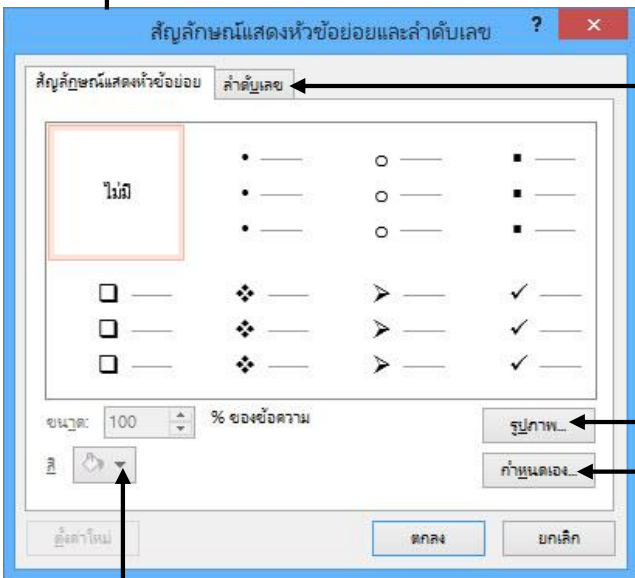 สัญลักษณ์แสดงหัวข้อย่อยและลำดับเลข ?
สัญลักษณ์แสดงหัวข้อย่อย ลำดับเลข
ไม่มี
ขนาด: 100 % ของข้อความ
รูปภาพ...
สี
กำหนดเอง...
ตั้งค่าใหม่ ตกลง ยกเลิก